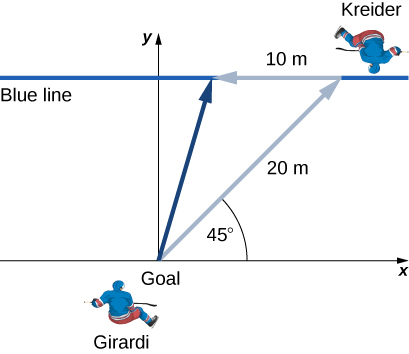 Kreider
y
10 m
Blue line
20 m
45°
Goal
x
Girardi